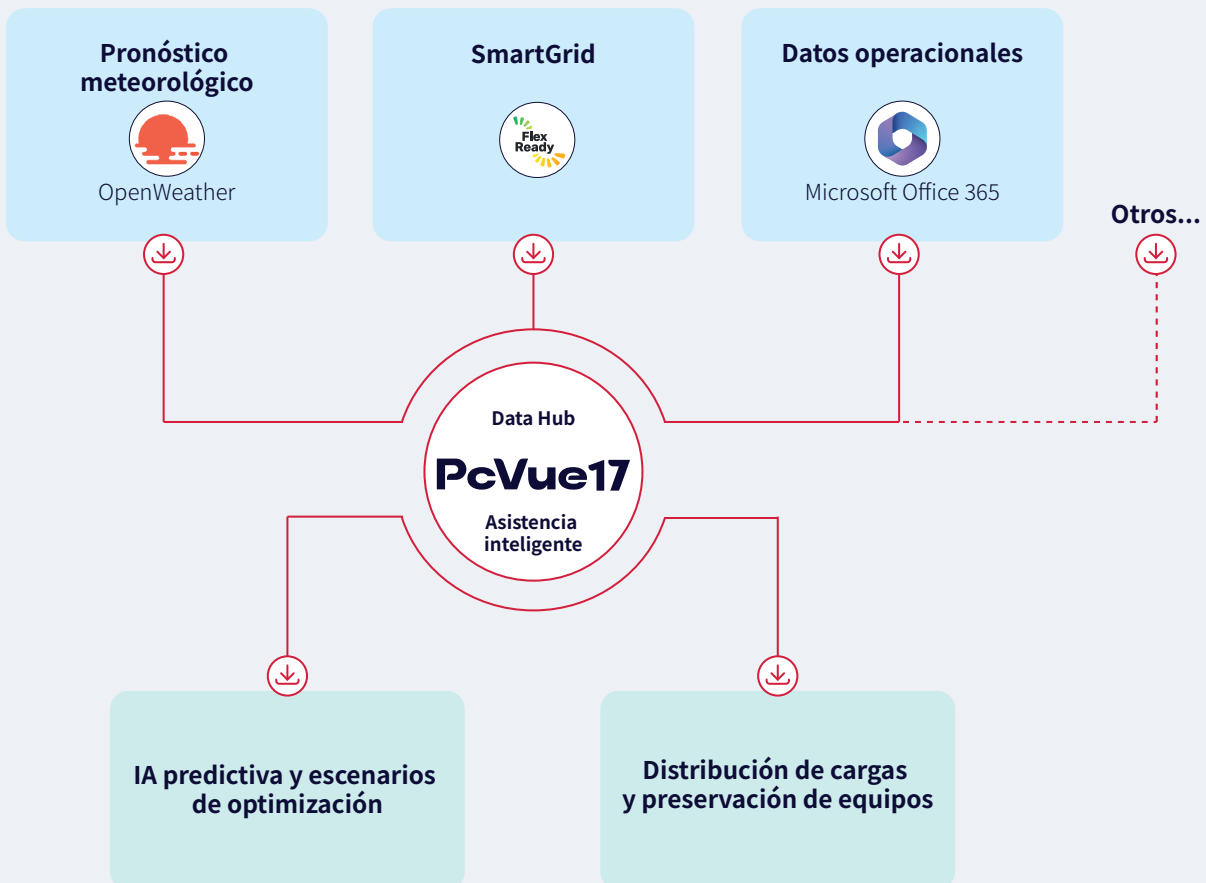 Pronóstico
meteorológico
OpenWeather
SmartGrid
Flex
Ready
Datos operacionales
Microsoft Office 365
Otros...
Data Hub
PcVue17
Asistencia
inteligente
IA predictiva y escenarios
de optimización
Distribución de cargas
y preservación de equipos